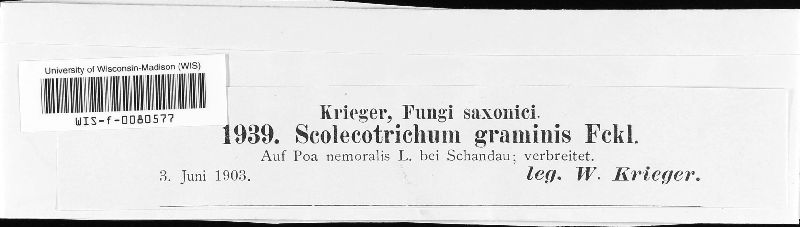 University of Wisconsin-Madison (WIS)
WIS-f-0080577
Krieger, Fungi saxonici.
1939. Scolecotrichum graminis Fckl.
Auf Poa nemoralis L. bei Schandau; verbreitet.
3. Juni 1903. leg. W. Krieger.